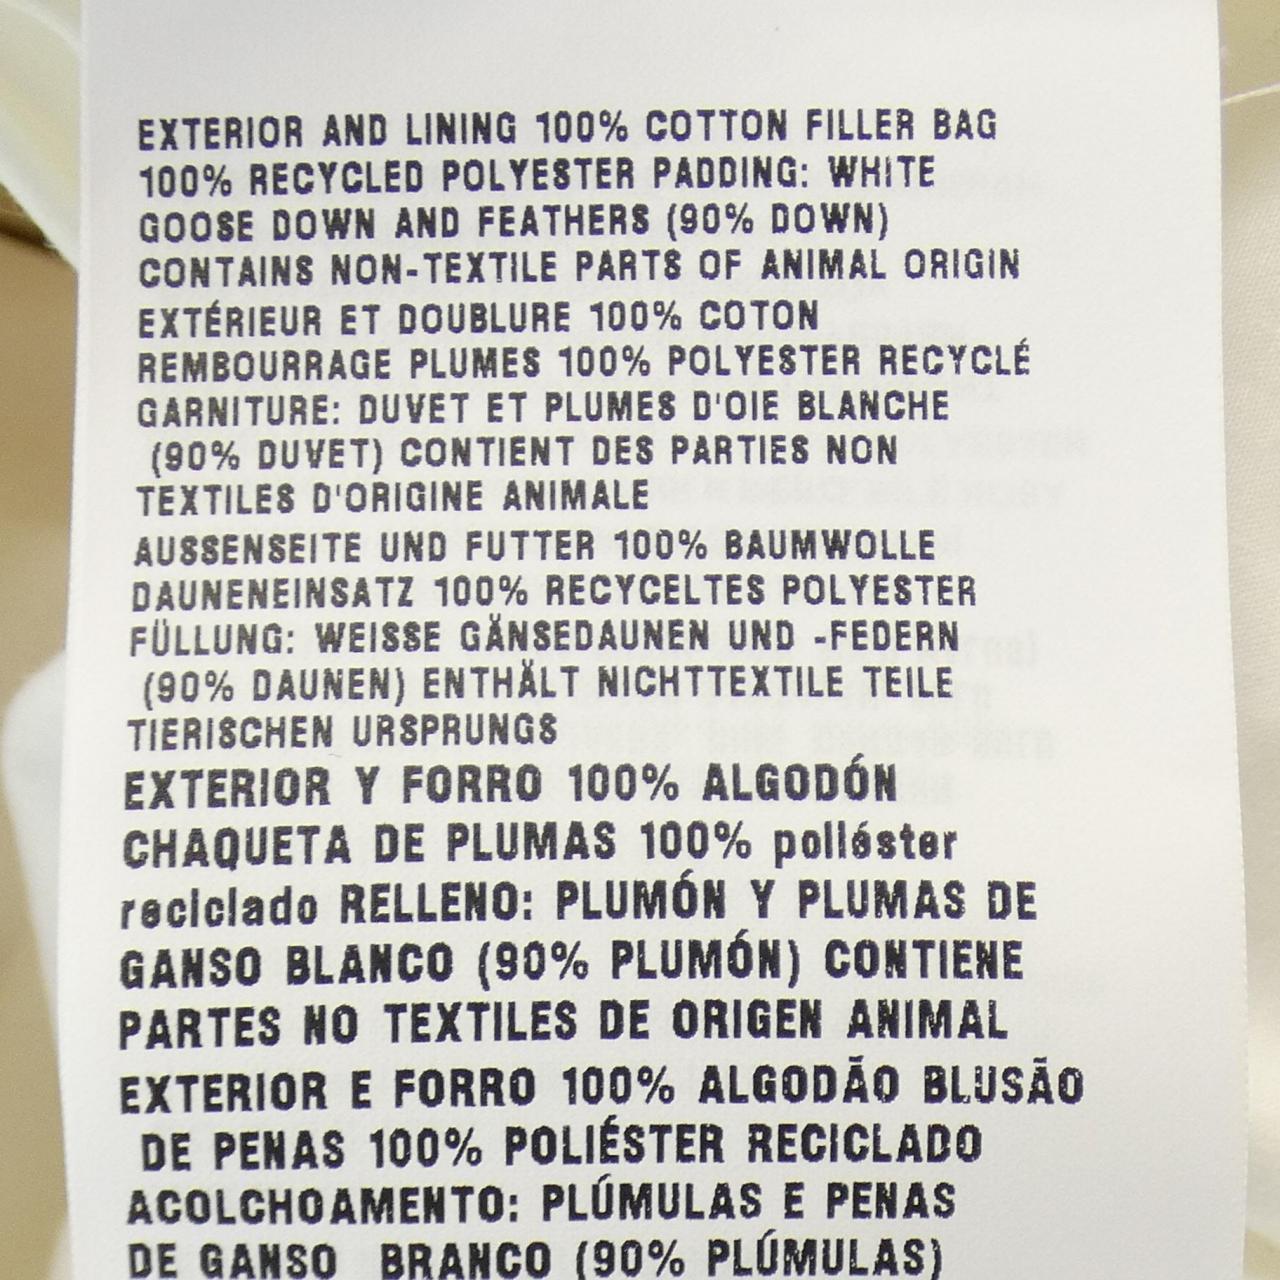 EXTERIOR AND LINING 100% COTTON FILLER BAG
100% RECYCLED POLYESTER PADDING: WHITE
GOOSE DOWN AND FEATHERS (90% DOWN)
CONTAINS NON-TEXTILE PARTS OF ANIMAL ORIGIN
EXTÉRIEUR ET DOUBLURE 100% COTON
REMBOURRAGE PLUMES 100% POLYESTER RECYCLÉ
GARNITURE: DUVET ET PLUMES D'OIE BLANCHE
(90% DUVET) CONTIENT DES PARTIES NON
TEXTILES D'ORIGINE ANIMALE
AUSSENSEITE UND FUTTER 100% BAUMWOLLE
DAUNENEINSATZ 100% RECYCELTES POLYESTER
FÜLLUNG: WEISSE GÄNSEDAUNEN UND -FEDERN
(90% DAUNEN) ENTHÄLT NICHTTEXTILE TEILE
TIERISCHEN URSPRUNGS
EXTERIOR Y FORRO 100% ALGODÓN
CHAQUETA DE PLUMAS 100% poliéster
reciclado RELLENO: PLUMÓN Y PLUMAS DE
GANSO BLANCO (90% PLUMÓN) CONTIENE
PARTES NO TEXTILES DE ORIGEN ANIMAL
EXTERIOR E FORRO 100% ALGODÃO BLUSÃO
DE PENAS 100% POLIÉSTER RECICLADO
ACOLCHOAMENTO: PLÚMULAS E PENAS
DE GANSO BRANCO (90% PLÚMULAS)